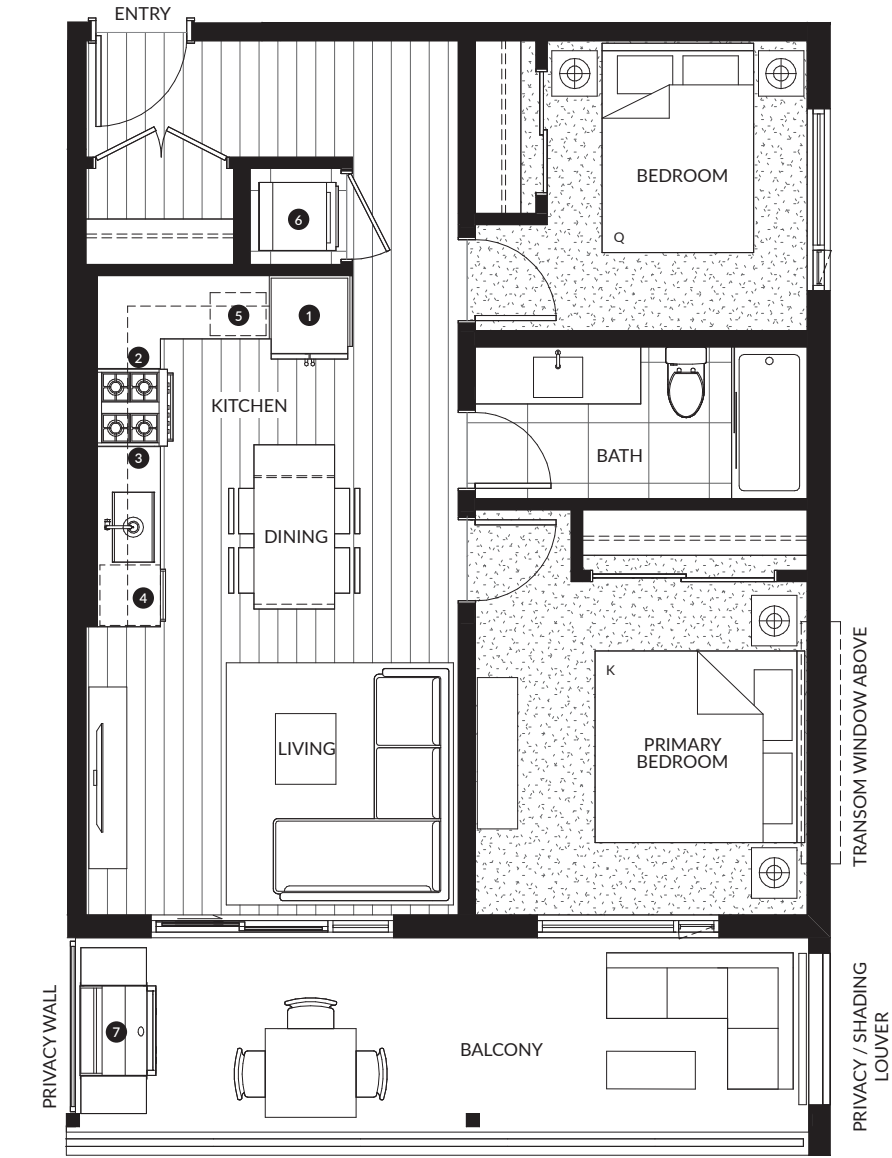 ENTRY
BEDROOM
6
Q
5
1
2
KITCHEN
3
BATH
DINING
4
K
LIVING
PRIMARY
BEDROOM
TRANSOM WINDOW ABOVE
PRIVACY WALL
7
BALCONY
PRIVACY / SHADING
LOUVER